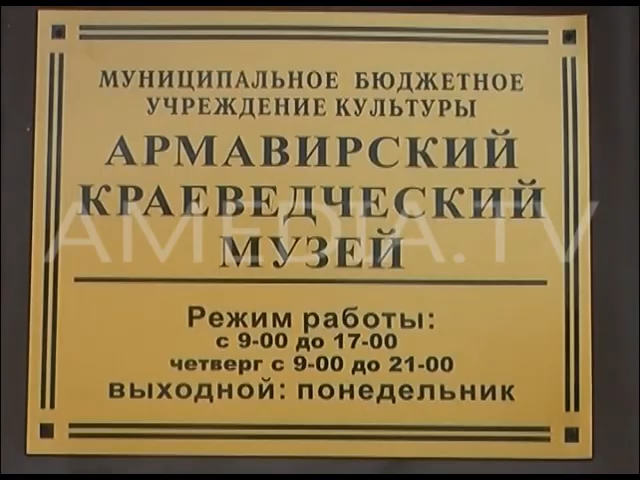 МУНИЦИПАЛЬНОЕ БЮДЖЕТНОЕ
УЧРЕЖДЕНИЕ КУЛЬТУРЫ
АРМАВИРСКИЙ
КРАЕВЕДЧЕСКИЙ
AMEDIA.TV
МУЗЕЙ
Режим работы:
с 9-00 до 17-00
четверг с 9-00 до 21-00
выходной: понедельник